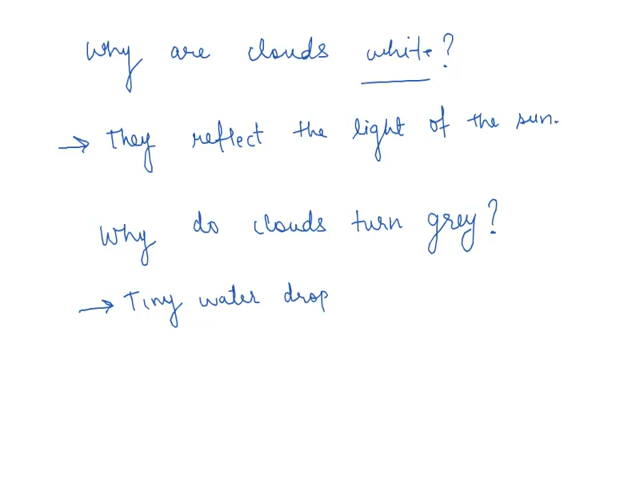 Why are clouds white?
→ They reflect the light of the sun.
Why do clouds turn grey?
→ Tiny water drop